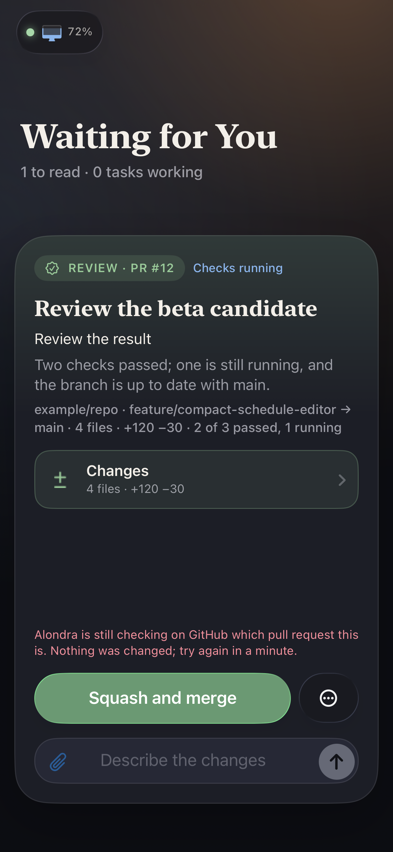 72%
Waiting for You
1 to read · 0 tasks working
REVIEW · PR #12
Checks running
Review the beta candidate
Review the result
Two checks passed; one is still running, and
the branch is up to date with main.
example/repo · feature/compact-schedule-editor →
main · 4 files · +120 −30 · 2 of 3 passed, 1 running
Changes
4 files · +120 −30
Alondra is still checking on GitHub which pull request this
is. Nothing was changed; try again in a minute.
Squash and merge
Describe the changes